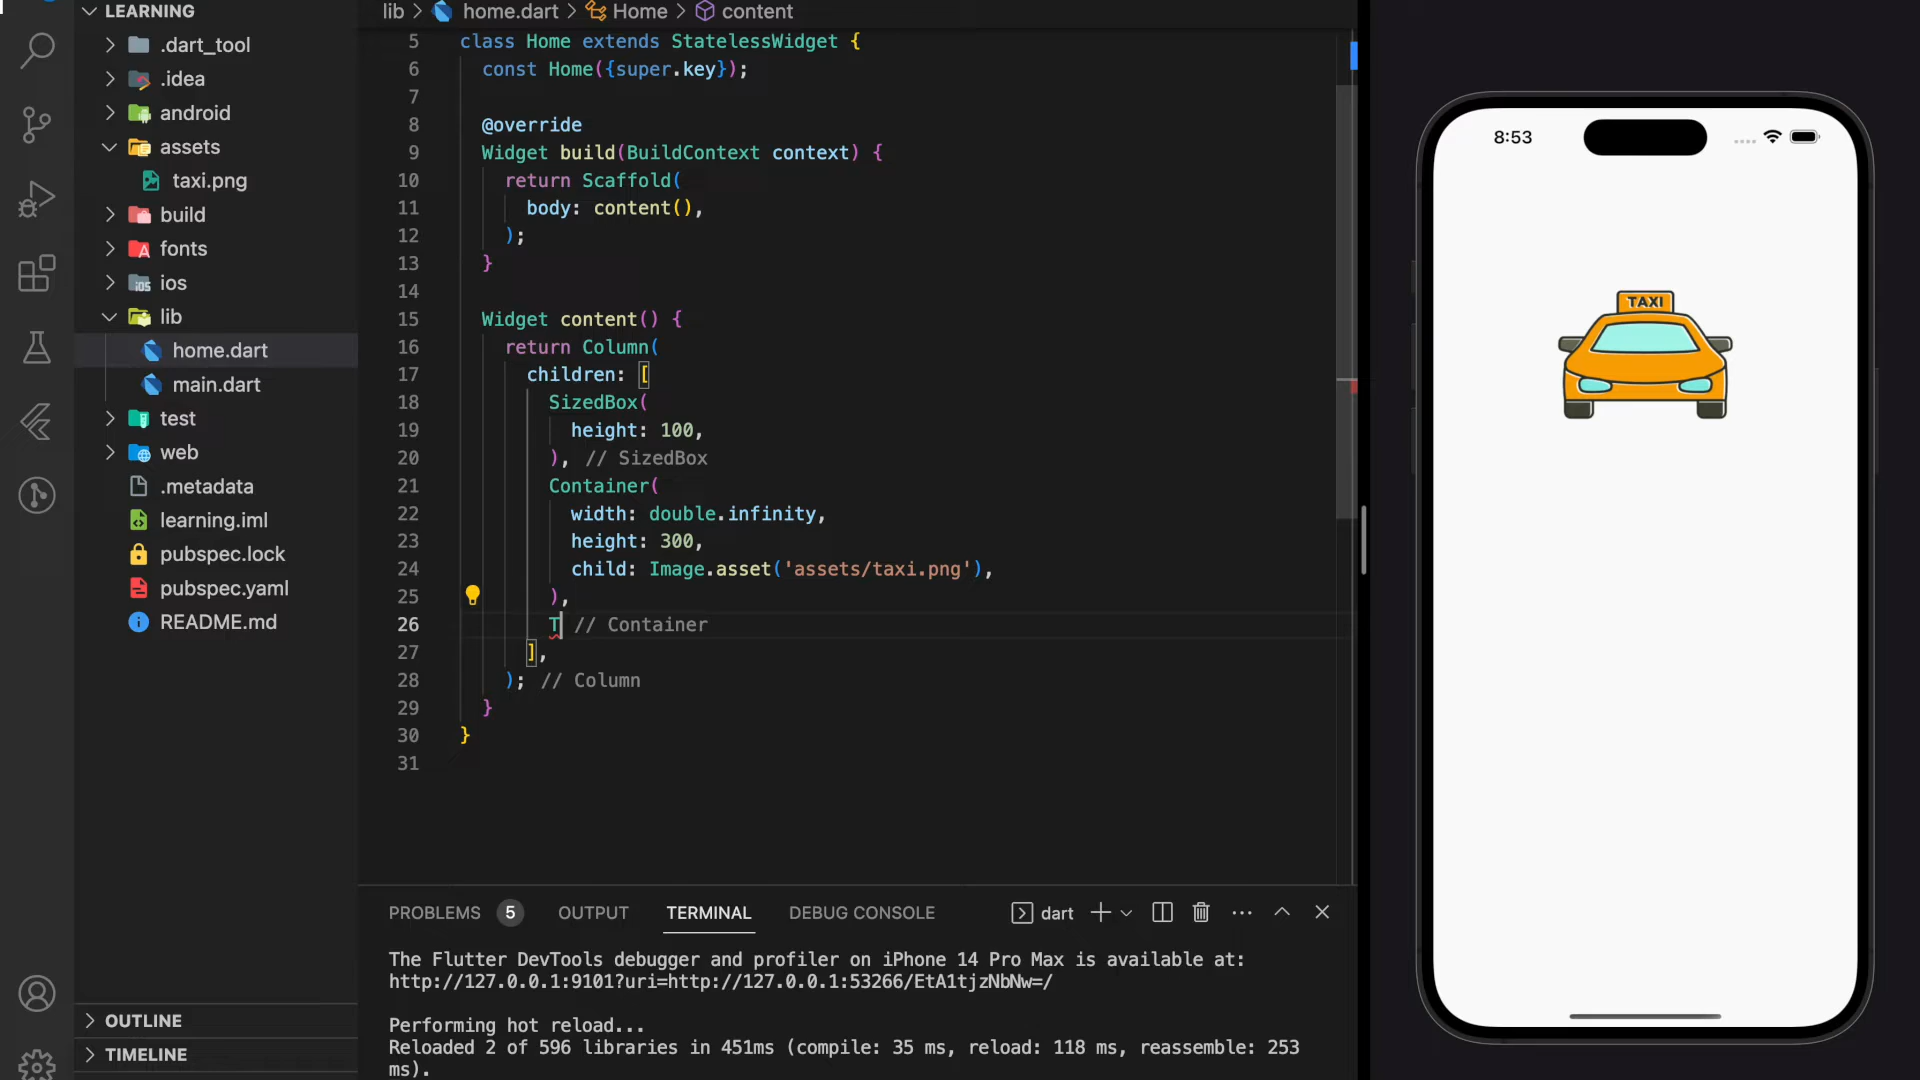 LEARNING
.dart_tool
.idea
android
assets
taxi.png
build
fonts
ios
lib
home.dart
main.dart
test
web
.metadata
learning.iml
pubspec.lock
pubspec.yaml
README.md
OUTLINE
TIMELINE
lib > home.dart > Home > content
5 class Home extends StatelessWidget {
6 const Home({super.key});
7
8 @override
9 Widget build(BuildContext context) {
10 return Scaffold(
11 body: content(),
12 );
13 }
14
15 Widget content() {
16 return Column(
17 children: [
18 SizedBox(
19 height: 100,
20 ), // SizedBox
21 Container(
22 width: double.infinity,
23 height: 300,
24 child: Image.asset('assets/taxi.png'),
25 ),
26 T // Container
27 ],
28 ); // Column
29 }
30 }
31
PROBLEMS 5 OUTPUT TERMINAL DEBUG CONSOLE dart
The Flutter DevTools debugger and profiler on iPhone 14 Pro Max is available at:
http://127.0.0.1:9101?uri=http://127.0.0.1:53266/EtA1tjzNbNw=/
Performing hot reload...
Reloaded 2 of 596 libraries in 451ms (compile: 35 ms, reload: 118 ms, reassemble: 253
ms).
8:53
TAXI